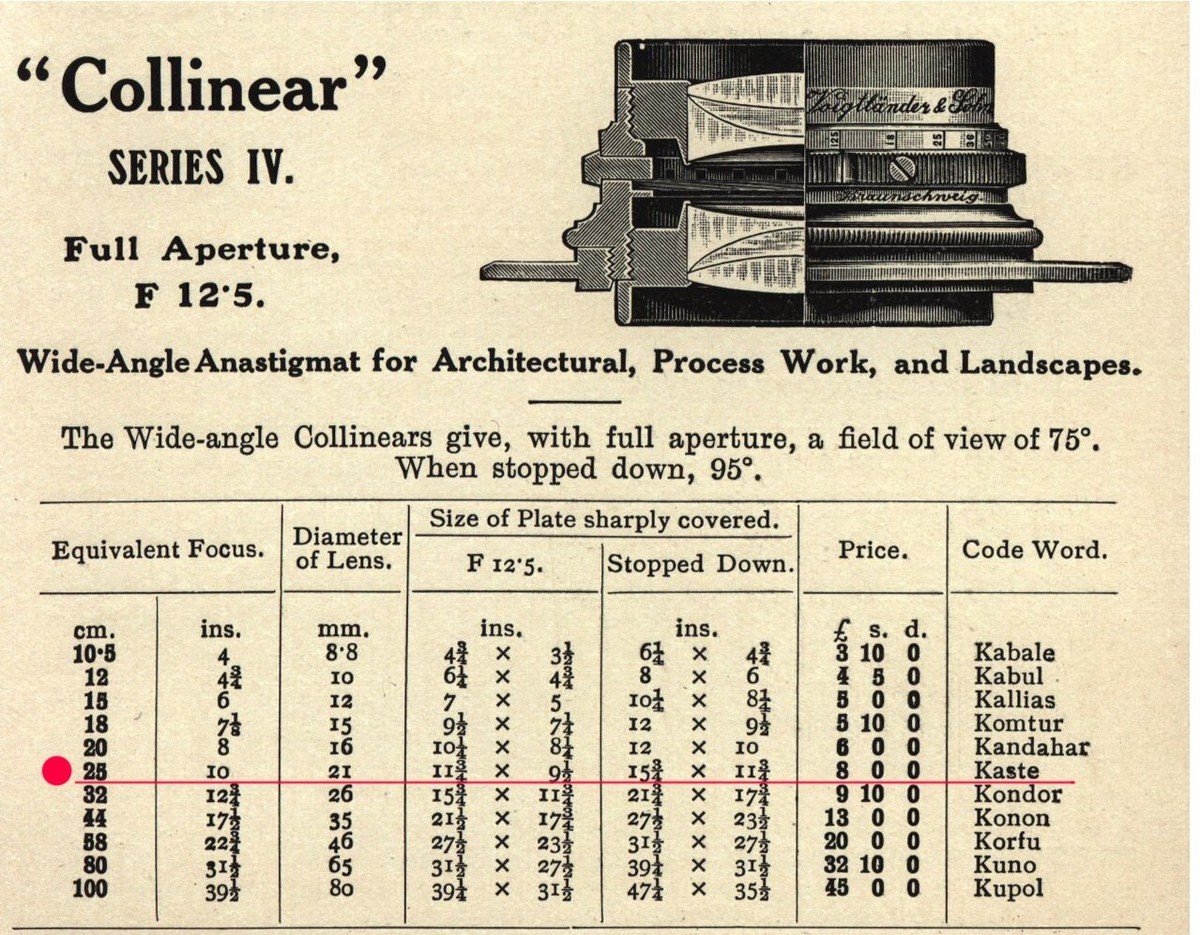 “Collinear”
SERIES IV.
Full Aperture,
F 12·5.
Voigtländer & Sohn
125 18 25 36 50
Braunschweig.
Wide-Angle Anastigmat for Architectural, Process Work, and Landscapes.
The Wide-angle Collinears give, with full aperture, a field of view of 75°.
When stopped down, 95°.
Equivalent Focus. Diameter of Lens. Size of Plate sharply covered. Price. Code Word.
F 12·5. Stopped Down.
cm. ins. mm. ins. ins. £ s. d.
10·5 4 8·8 4¾ × 3½ 6¼ × 4¾ 3 10 0 Kabale
12 4¾ 10 6¼ × 4¾ 8 × 6 4 5 0 Kabul
15 6 12 7 × 5 10¼ × 8¼ 5 0 0 Kallias
18 7⅛ 15 9½ × 7¼ 12 × 9½ 5 10 0 Komtur
20 8 16 10¼ × 8¼ 12 × 10 6 0 0 Kandahar
25 10 21 11¾ × 9½ 15¾ × 11¾ 8 0 0 Kaste
32 12¾ 26 15¾ × 11¾ 21¾ × 17¾ 9 10 0 Kondor
44 17½ 35 21½ × 17¾ 27½ × 23½ 13 0 0 Konon
58 22¾ 46 27½ × 23½ 31½ × 27½ 20 0 0 Korfu
80 31½ 65 31½ × 27½ 39¼ × 31½ 32 10 0 Kuno
100 39½ 80 39¼ × 31½ 47¼ × 35½ 45 0 0 Kupol